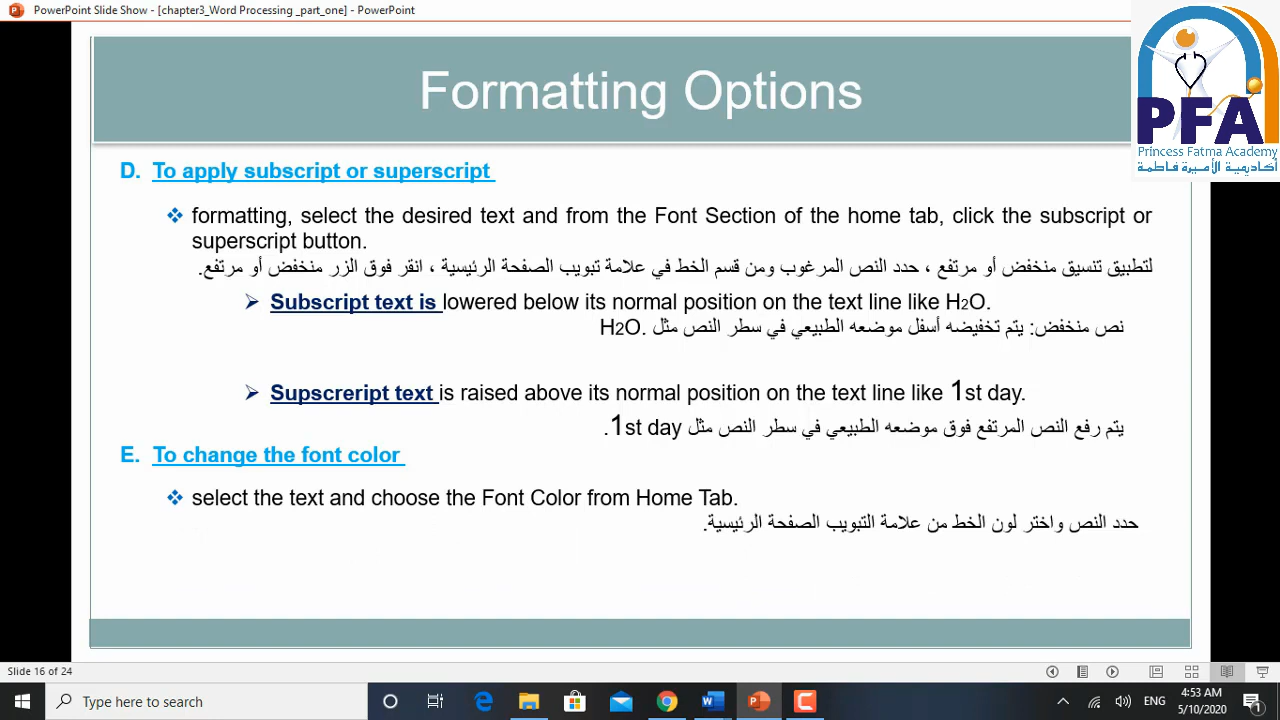 PowerPoint Slide Show - [chapter3_Word Processing _part_one] - PowerPoint
Formatting Options
PFA
Princess Fatma Academy
أكاديمية الأميرة فاطمة
D. To apply subscript or superscript
formatting, select the desired text and from the Font Section of the home tab, click the subscript or
superscript button.
لتطبيق تنسيق منخفض أو مرتفع ، حدد النص المرغوب ومن قسم الخط في علامة تبويب الصفحة الرئيسية ، انقر فوق الزر منخفض أو مرتفع.
Subscript text is lowered below its normal position on the text line like H2O.
نص منخفض: يتم تخفيضه أسفل موضعه الطبيعي في سطر النص مثل H2O.
Supscreript text is raised above its normal position on the text line like 1st day.
يتم رفع النص المرتفع فوق موضعه الطبيعي في سطر النص مثل 1st day.
E. To change the font color
select the text and choose the Font Color from Home Tab.
حدد النص واختر لون الخط من علامة التبويب الصفحة الرئيسية.
Slide 16 of 24
Type here to search
ENG
4:53 AM
5/10/2020
1